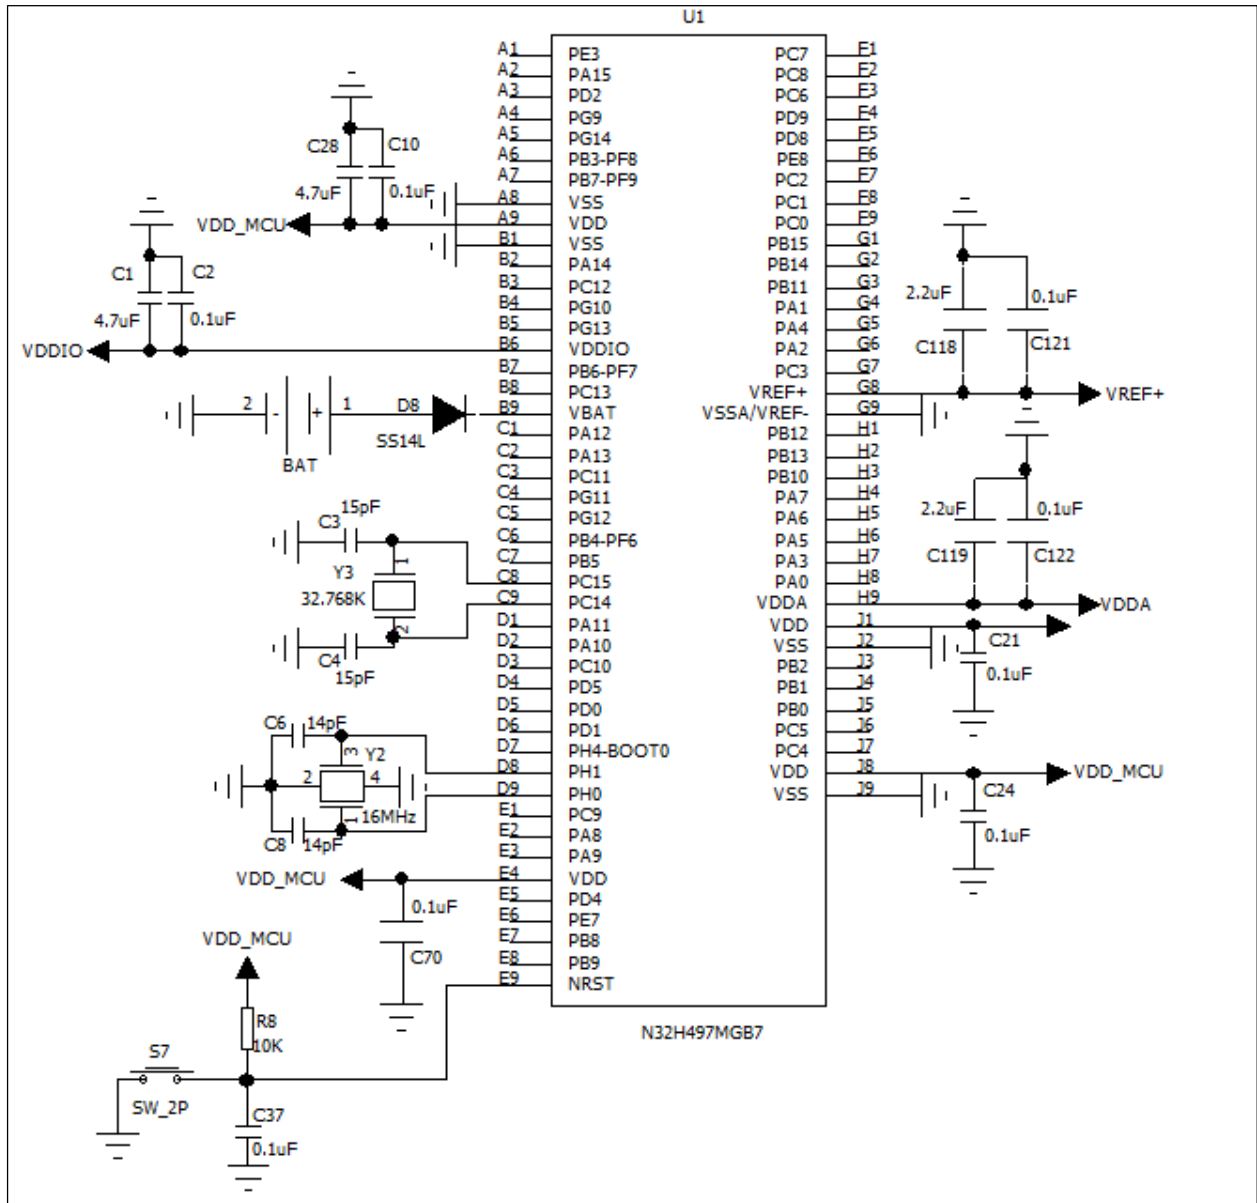 U1
A1 PE3 PC7 F1
A2 PA15 PC8 F2
A3 PD2 PC6 F3
A4 PG9 PD9 F4
A5 PG14 PD8 F5
A6 PB3-PF8 PE8 F6
A7 PB7-PF9 PC2 F7
A8 VSS PC1 F8
A9 VDD PC0 F9
B1 VSS PB15 G1
B2 PA14 PB14 G2
B3 PC12 PB11 G3
B4 PG10 PA1 G4
B5 PG13 PA4 G5
B6 VDDIO PA2 G6
B7 PB6-PF7 PC3 G7
B8 PC13 VREF+ G8
B9 VBAT VSSA/VREF- G9
C1 PA12 PB12 H1
C2 PA13 PB13 H2
C3 PC11 PB10 H3
C4 PG11 PA7 H4
C5 PG12 PA6 H5
C6 PB4-PF6 PA5 H6
C7 PB5 PA3 H7
C8 PC15 PA0 H8
C9 PC14 VDDA H9
D1 PA11 VDD J1
D2 PA10 VSS J2
D3 PC10 PB2 J3
D4 PD5 PB1 J4
D5 PD0 PB0 J5
D6 PD1 PC5 J6
D7 PH4-BOOT0 PC4 J7
D8 PH1 VDD J8
D9 PH0 VSS J9
E1 PC9
E2 PA8
E3 PA9
E4 VDD
E5 PD4
E6 PE7
E7 PB8
E8 PB9
E9 NRST
N32H497MGB7
C28 C10
4.7uF 0.1uF
VDD_MCU
C1 C2
4.7uF 0.1uF
VDDIO
2 - + 1 D8
BAT SS14L
15pF
C3
1
Y3
32.768K
2
C4
15pF
C6 14pF
3 Y2
2 4
1 16MHz
C8 14pF
VDD_MCU
0.1uF
C70
VDD_MCU
R8
10K
S7
SW_2P
C37
0.1uF
2.2uF 0.1uF
C118 C121
VREF+
2.2uF 0.1uF
C119 C122
VDDA
C21
0.1uF
VDD_MCU
C24
0.1uF